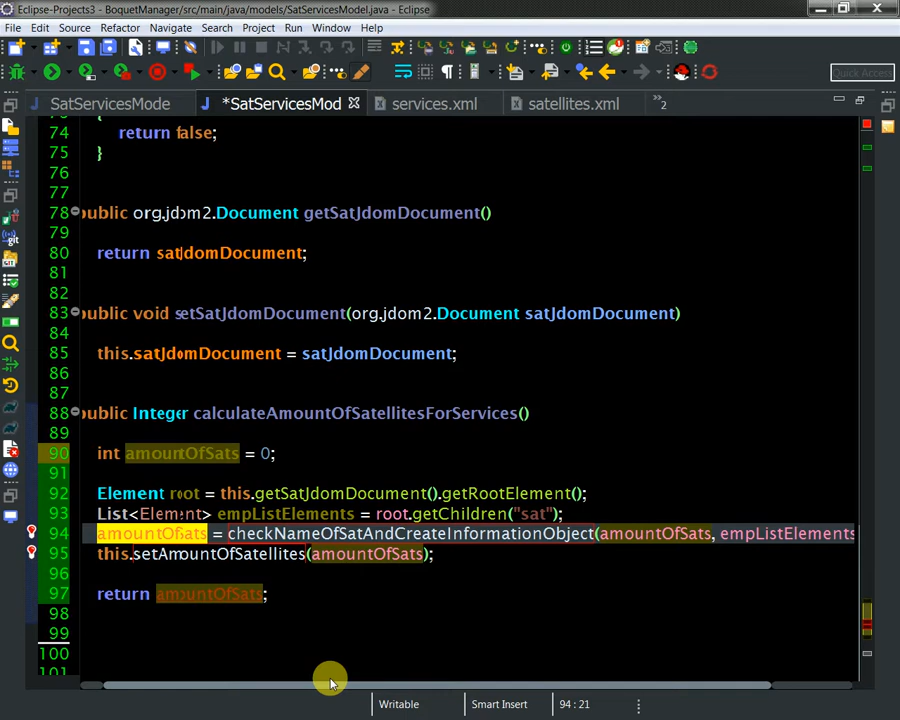 Eclipse-Projects3 - BoquetManager/src/main/java/models/SatServicesModel.java - Eclipse
File Edit Source Refactor Navigate Search Project Run Window Help
Quick Access
SatServicesMode *SatServicesMod services.xml satellites.xml »2
73 {
74 return false;
75 }
76
77
78 public org.jdom2.Document getSatJdomDocument()
79
80 return satJdomDocument;
81
82
83 public void setSatJdomDocument(org.jdom2.Document satJdomDocument)
84
85 this.satJdomDocument = satJdomDocument;
86
87
88 public Integer calculateAmountOfSatellitesForServices()
89
90 int amountOfSats = 0;
91
92 Element root = this.getSatJdomDocument().getRootElement();
93 List<Element> empListElements = root.getChildren("sat");
94 amountOfSats = checkNameOfSatAndCreateInformationObject(amountOfSats, empListElements
95 this.setAmountOfSatellites(amountOfSats);
96
97 return amountOfSats;
98
99
100
101
Writable Smart Insert 94 : 21